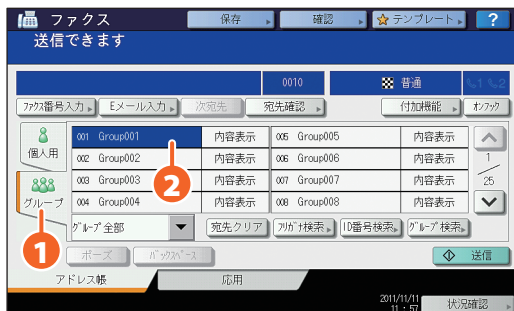 ファクス 保存 確認 テンプレート ?
送信できます
0010 普通 1 2
ファクス番号入力 Eメール入力 次宛先 宛先確認 付加機能 オンフック
個人用
グループ
001 Group001 内容表示 005 Group005 内容表示
002 Group002 内容表示 006 Group006 内容表示
003 Group003 内容表示 007 Group007 内容表示
004 Group004 内容表示 008 Group008 内容表示
1
25
1
2
グループ全部 宛先クリア フリガナ検索 ID番号検索 グループ検索
ポーズ バックスペース 送信
アドレス帳 応用
2011/11/11
11:57 状況確認